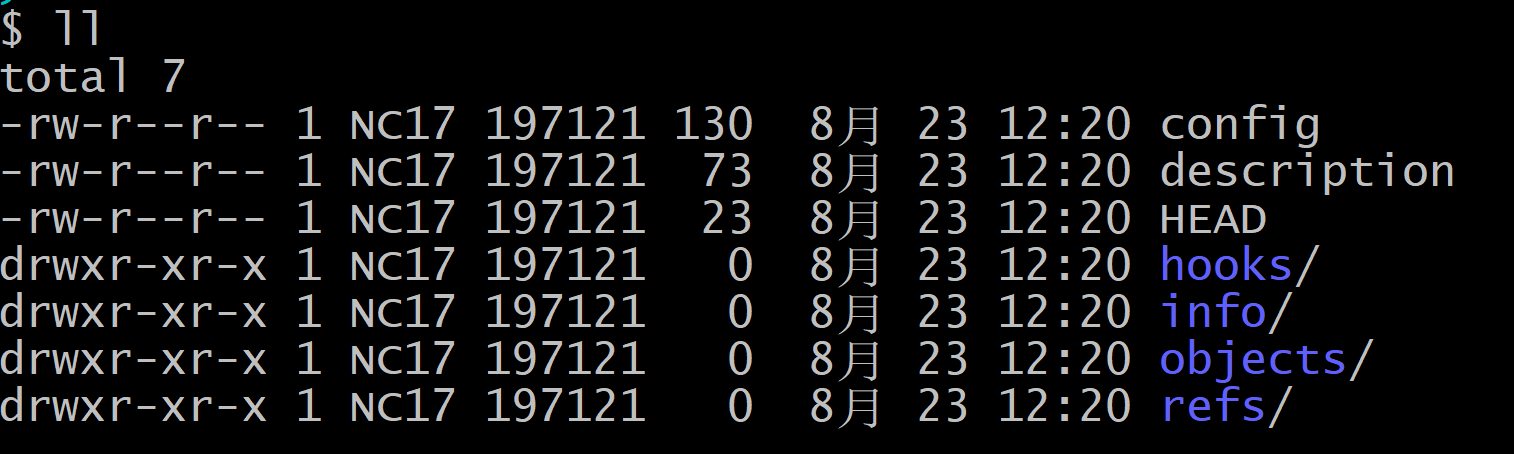 $ ll
total 7
-rw-r--r-- 1 NC17 197121 130  8月 23 12:20 config
-rw-r--r-- 1 NC17 197121  73  8月 23 12:20 description
-rw-r--r-- 1 NC17 197121  23  8月 23 12:20 HEAD
drwxr-xr-x 1 NC17 197121   0  8月 23 12:20 hooks/
drwxr-xr-x 1 NC17 197121   0  8月 23 12:20 info/
drwxr-xr-x 1 NC17 197121   0  8月 23 12:20 objects/
drwxr-xr-x 1 NC17 197121   0  8月 23 12:20 refs/